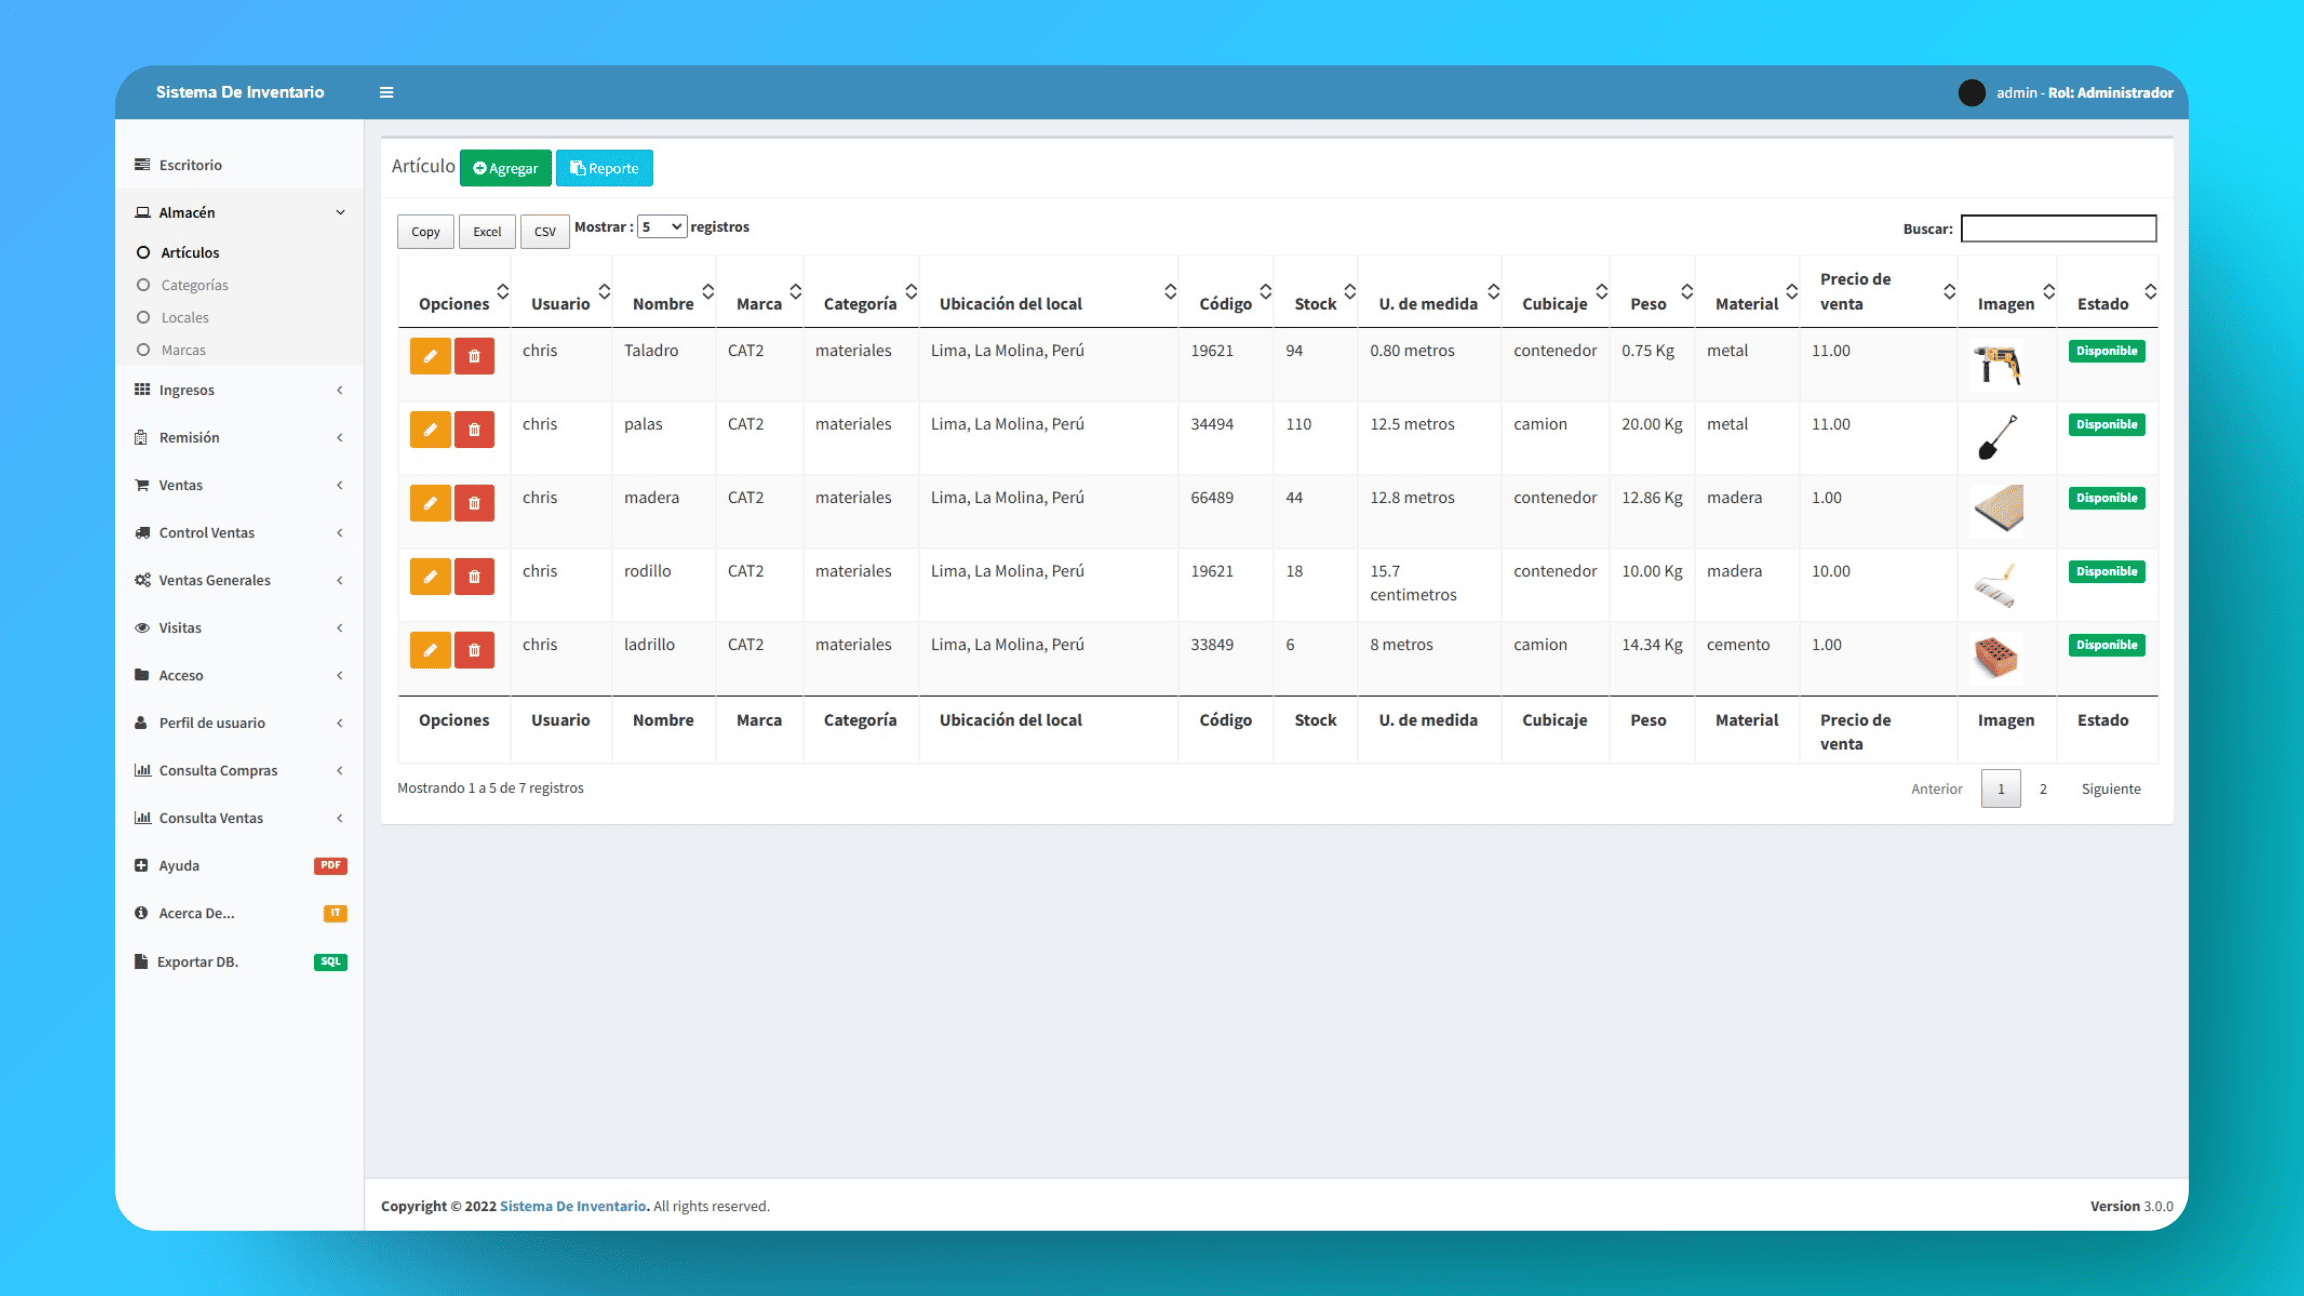 Sistema De Inventario
admin - Rol: Administrador
Escritorio
Almacén
Artículos
Categorías
Locales
Marcas
Ingresos
Remisión
Ventas
Control Ventas
Ventas Generales
Visitas
Acceso
Perfil de usuario
Consulta Compras
Consulta Ventas
Ayuda PDF
Acerca De... IT
Exportar DB. SQL
Artículo Agregar Reporte
Copy Excel CSV Mostrar : 5 registros Buscar:
Opciones Usuario Nombre Marca Categoría Ubicación del local Código Stock U. de medida Cubicaje Peso Material Precio de venta Imagen Estado
chris Taladro CAT2 materiales Lima, La Molina, Perú 19621 94 0.80 metros contenedor 0.75 Kg metal 11.00 Disponible
chris palas CAT2 materiales Lima, La Molina, Perú 34494 110 12.5 metros camion 20.00 Kg metal 11.00 Disponible
chris madera CAT2 materiales Lima, La Molina, Perú 66489 44 12.8 metros contenedor 12.86 Kg madera 1.00 Disponible
chris rodillo CAT2 materiales Lima, La Molina, Perú 19621 18 15.7 centimetros contenedor 10.00 Kg madera 10.00 Disponible
chris ladrillo CAT2 materiales Lima, La Molina, Perú 33849 6 8 metros camion 14.34 Kg cemento 1.00 Disponible
Opciones Usuario Nombre Marca Categoría Ubicación del local Código Stock U. de medida Cubicaje Peso Material Precio de venta Imagen Estado
Mostrando 1 a 5 de 7 registros Anterior 1 2 Siguiente
Copyright © 2022 Sistema De Inventario. All rights reserved. Version 3.0.0